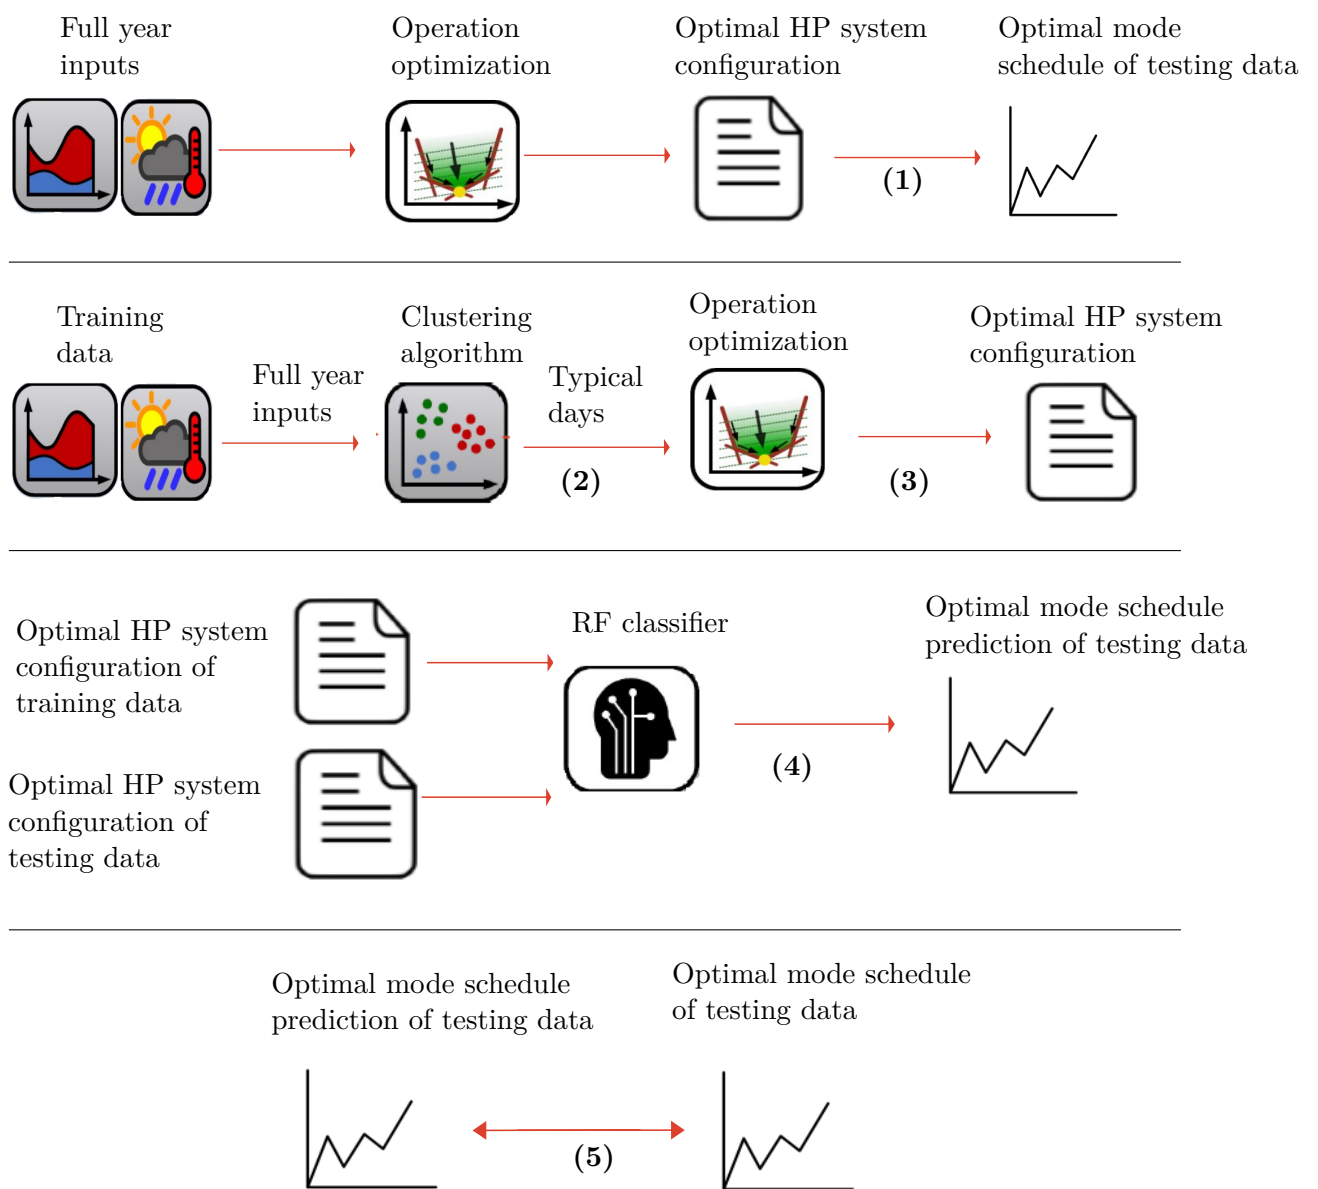 Full year
inputs
Operation
optimization
Optimal HP system
configuration
Optimal mode
schedule of testing data
(1)
Training
data
Full year
inputs
Clustering
algorithm
Typical
days
(2)
Operation
optimization
(3)
Optimal HP system
configuration
Optimal HP system
configuration of
training data
Optimal HP system
configuration of
testing data
RF classifier
(4)
Optimal mode schedule
prediction of testing data
Optimal mode schedule
prediction of testing data
Optimal mode schedule
of testing data
(5)